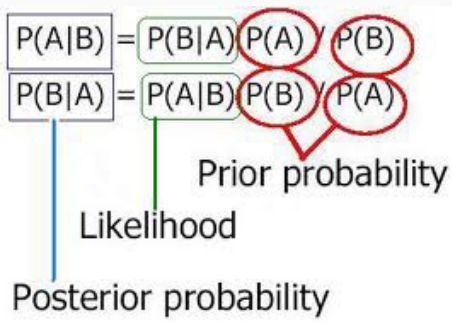 P(A|B) = P(B|A) P(A) / P(B)
P(B|A) = P(A|B) P(B) / P(A)
Prior probability
Likelihood
Posterior probability